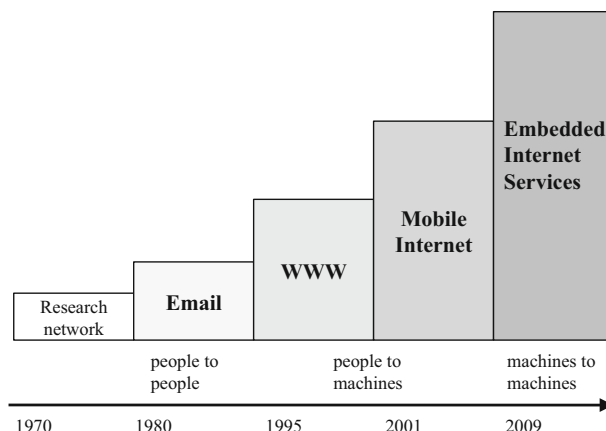 Embedded
Internet
Services
Mobile
Internet
WWW
Email
Research
network
people to
people
people to
machines
machines to
machines
1970 1980 1995 2001 2009